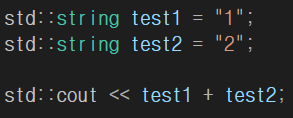 std::string test1 = "1";
std::string test2 = "2";
std::cout << test1 + test2;